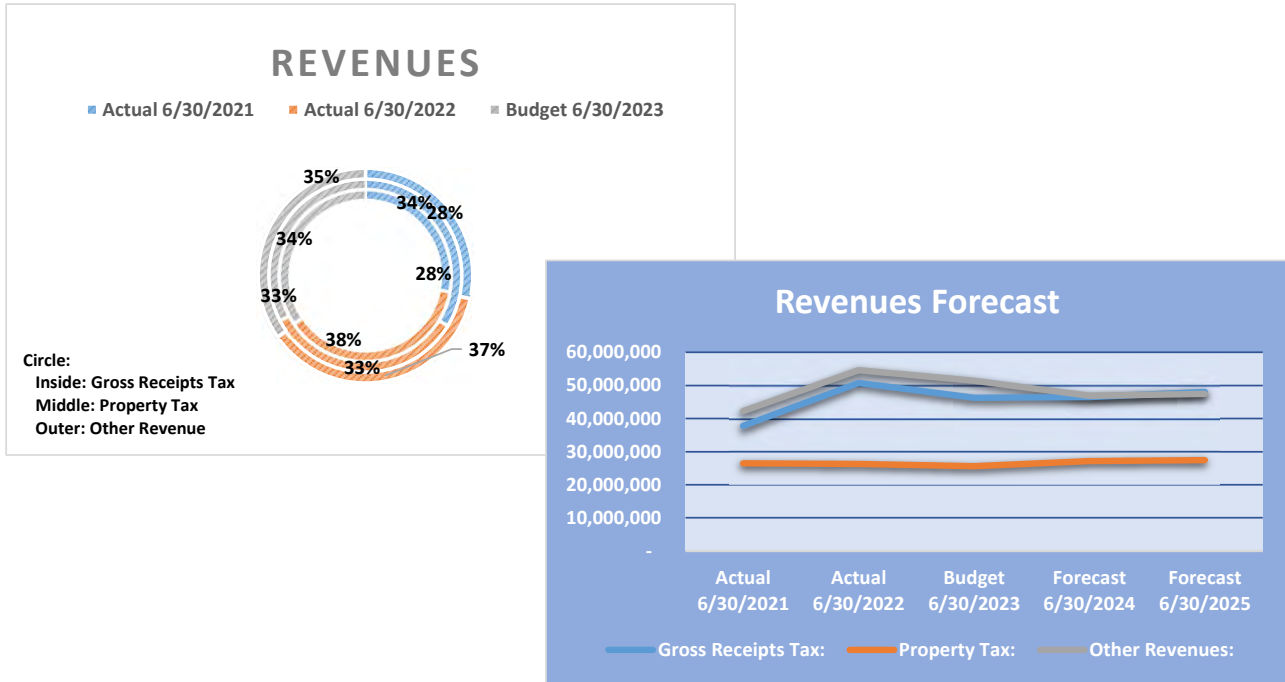 REVENUES
Actual 6/30/2021 Actual 6/30/2022 Budget 6/30/2023
35%
34%
28%
34%
28%
33%
38%
37%
33%
Circle:
Inside: Gross Receipts Tax
Middle: Property Tax
Outer: Other Revenue
Revenues Forecast
60,000,000
50,000,000
40,000,000
30,000,000
20,000,000
10,000,000
-
Actual Actual Budget Forecast Forecast
6/30/2021 6/30/2022 6/30/2023 6/30/2024 6/30/2025
Gross Receipts Tax: Property Tax: Other Revenues: